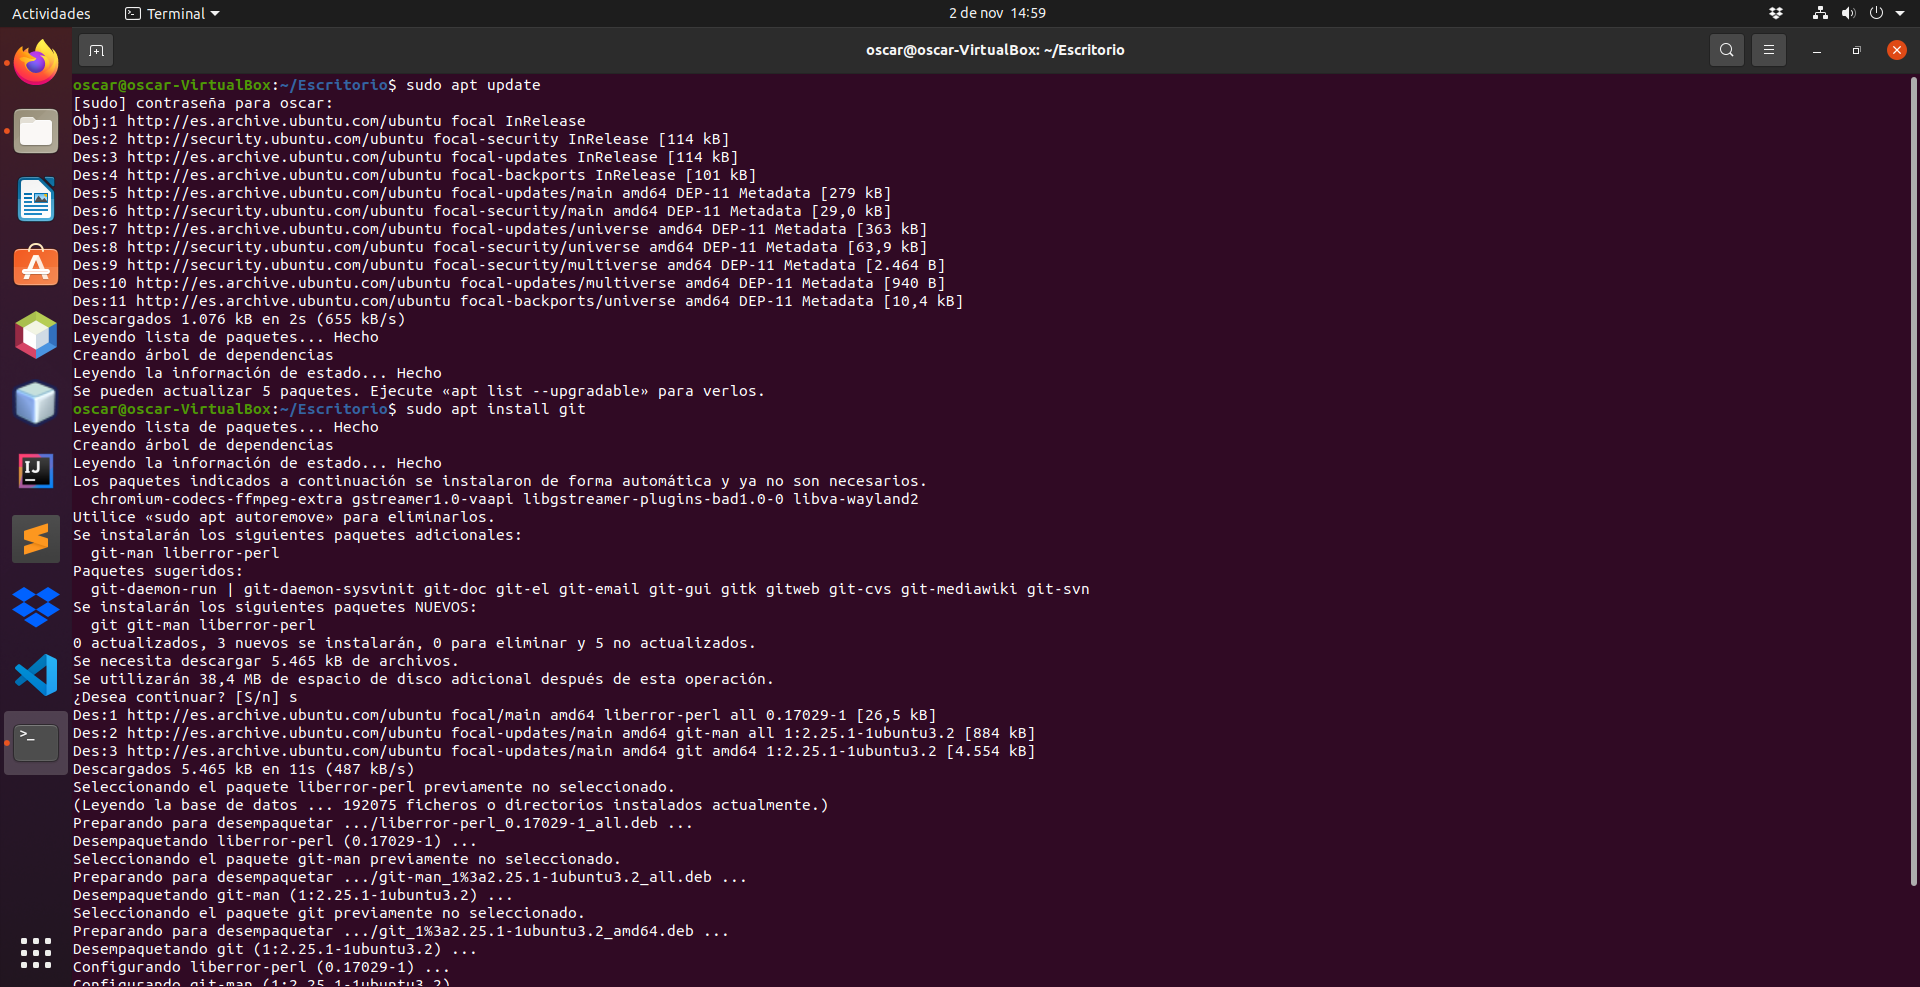 Actividades
Terminal
2 de nov 14:59
oscar@oscar-VirtualBox: ~/Escritorio
oscar@oscar-VirtualBox:~/Escritorio$ sudo apt update
[sudo] contraseña para oscar:
Obj:1 http://es.archive.ubuntu.com/ubuntu focal InRelease
Des:2 http://security.ubuntu.com/ubuntu focal-security InRelease [114 kB]
Des:3 http://es.archive.ubuntu.com/ubuntu focal-updates InRelease [114 kB]
Des:4 http://es.archive.ubuntu.com/ubuntu focal-backports InRelease [101 kB]
Des:5 http://es.archive.ubuntu.com/ubuntu focal-updates/main amd64 DEP-11 Metadata [279 kB]
Des:6 http://security.ubuntu.com/ubuntu focal-security/main amd64 DEP-11 Metadata [29,0 kB]
Des:7 http://es.archive.ubuntu.com/ubuntu focal-updates/universe amd64 DEP-11 Metadata [363 kB]
Des:8 http://security.ubuntu.com/ubuntu focal-security/universe amd64 DEP-11 Metadata [63,9 kB]
Des:9 http://security.ubuntu.com/ubuntu focal-security/multiverse amd64 DEP-11 Metadata [2.464 B]
Des:10 http://es.archive.ubuntu.com/ubuntu focal-updates/multiverse amd64 DEP-11 Metadata [940 B]
Des:11 http://es.archive.ubuntu.com/ubuntu focal-backports/universe amd64 DEP-11 Metadata [10,4 kB]
Descargados 1.076 kB en 2s (655 kB/s)
Leyendo lista de paquetes... Hecho
Creando árbol de dependencias
Leyendo la información de estado... Hecho
Se pueden actualizar 5 paquetes. Ejecute «apt list --upgradable» para verlos.
oscar@oscar-VirtualBox:~/Escritorio$ sudo apt install git
Leyendo lista de paquetes... Hecho
Creando árbol de dependencias
Leyendo la información de estado... Hecho
Los paquetes indicados a continuación se instalaron de forma automática y ya no son necesarios.
chromium-codecs-ffmpeg-extra gstreamer1.0-vaapi libgstreamer-plugins-bad1.0-0 libva-wayland2
Utilice «sudo apt autoremove» para eliminarlos.
Se instalarán los siguientes paquetes adicionales:
git-man liberror-perl
Paquetes sugeridos:
git-daemon-run | git-daemon-sysvinit git-doc git-el git-email git-gui gitk gitweb git-cvs git-mediawiki git-svn
Se instalarán los siguientes paquetes NUEVOS:
git git-man liberror-perl
0 actualizados, 3 nuevos se instalarán, 0 para eliminar y 5 no actualizados.
Se necesita descargar 5.465 kB de archivos.
Se utilizarán 38,4 MB de espacio de disco adicional después de esta operación.
¿Desea continuar? [S/n] s
Des:1 http://es.archive.ubuntu.com/ubuntu focal/main amd64 liberror-perl all 0.17029-1 [26,5 kB]
Des:2 http://es.archive.ubuntu.com/ubuntu focal-updates/main amd64 git-man all 1:2.25.1-1ubuntu3.2 [884 kB]
Des:3 http://es.archive.ubuntu.com/ubuntu focal-updates/main amd64 git amd64 1:2.25.1-1ubuntu3.2 [4.554 kB]
Descargados 5.465 kB en 11s (487 kB/s)
Seleccionando el paquete liberror-perl previamente no seleccionado.
(Leyendo la base de datos ... 192075 ficheros o directorios instalados actualmente.)
Preparando para desempaquetar .../liberror-perl_0.17029-1_all.deb ...
Desempaquetando liberror-perl (0.17029-1) ...
Seleccionando el paquete git-man previamente no seleccionado.
Preparando para desempaquetar .../git-man_1%3a2.25.1-1ubuntu3.2_all.deb ...
Desempaquetando git-man (1:2.25.1-1ubuntu3.2) ...
Seleccionando el paquete git previamente no seleccionado.
Preparando para desempaquetar .../git_1%3a2.25.1-1ubuntu3.2_amd64.deb ...
Desempaquetando git (1:2.25.1-1ubuntu3.2) ...
Configurando liberror-perl (0.17029-1) ...
Configurando git-man (1:2.25.1-1ubuntu3.2)